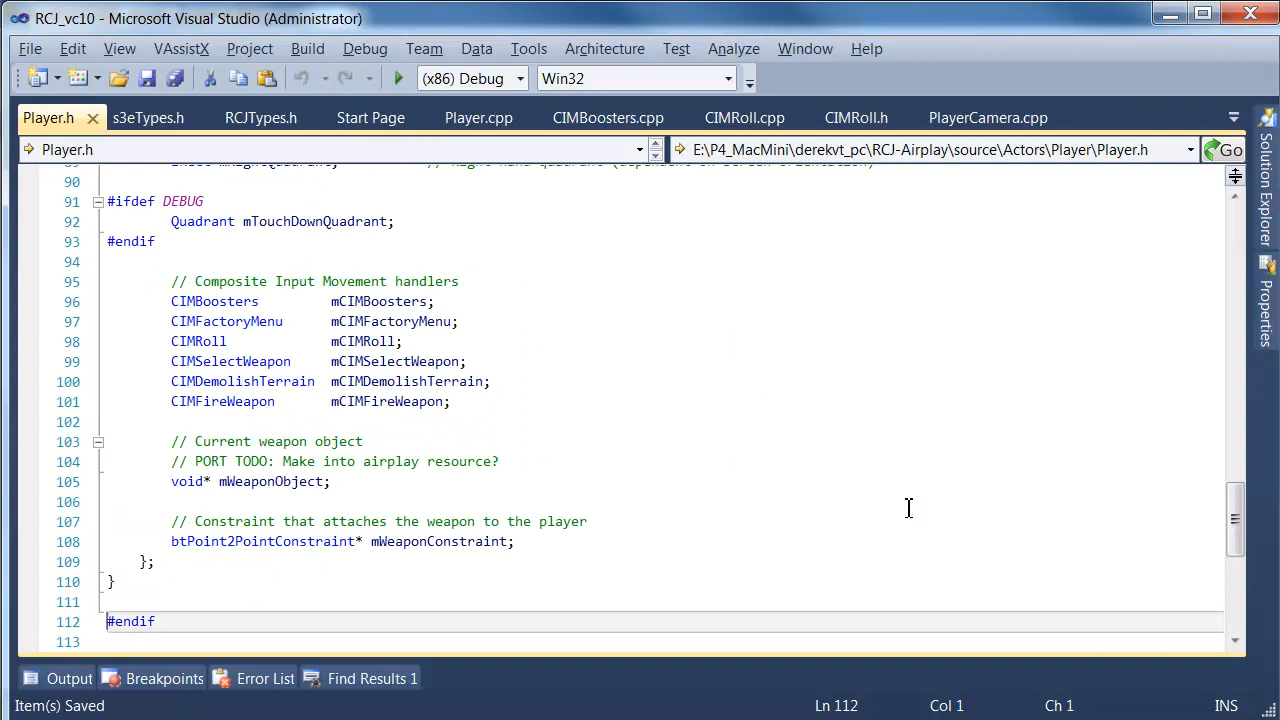 RCJ_vc10 - Microsoft Visual Studio (Administrator)
File Edit View VAssistX Project Build Debug Team Data Tools Architecture Test Analyze Window Help
(x86) Debug Win32
Player.h s3eTypes.h RCJTypes.h Start Page Player.cpp CIMBoosters.cpp CIMRoll.cpp CIMRoll.h PlayerCamera.cpp
Player.h E:\P4_MacMini\derekvt_pc\RCJ-Airplay\source\Actors\Player\Player.h Go
90
91 #ifdef DEBUG
92 Quadrant mTouchDownQuadrant;
93 #endif
94
95 // Composite Input Movement handlers
96 CIMBoosters mCIMBoosters;
97 CIMFactoryMenu mCIMFactoryMenu;
98 CIMRoll mCIMRoll;
99 CIMSelectWeapon mCIMSelectWeapon;
100 CIMDemolishTerrain mCIMDemolishTerrain;
101 CIMFireWeapon mCIMFireWeapon;
102
103 // Current weapon object
104 // PORT TODO: Make into airplay resource?
105 void* mWeaponObject;
106
107 // Constraint that attaches the weapon to the player
108 btPoint2PointConstraint* mWeaponConstraint;
109 };
110 }
111
112 #endif
113
Solution Explorer
Properties
Output Breakpoints Error List Find Results 1
Item(s) Saved Ln 112 Col 1 Ch 1 INS